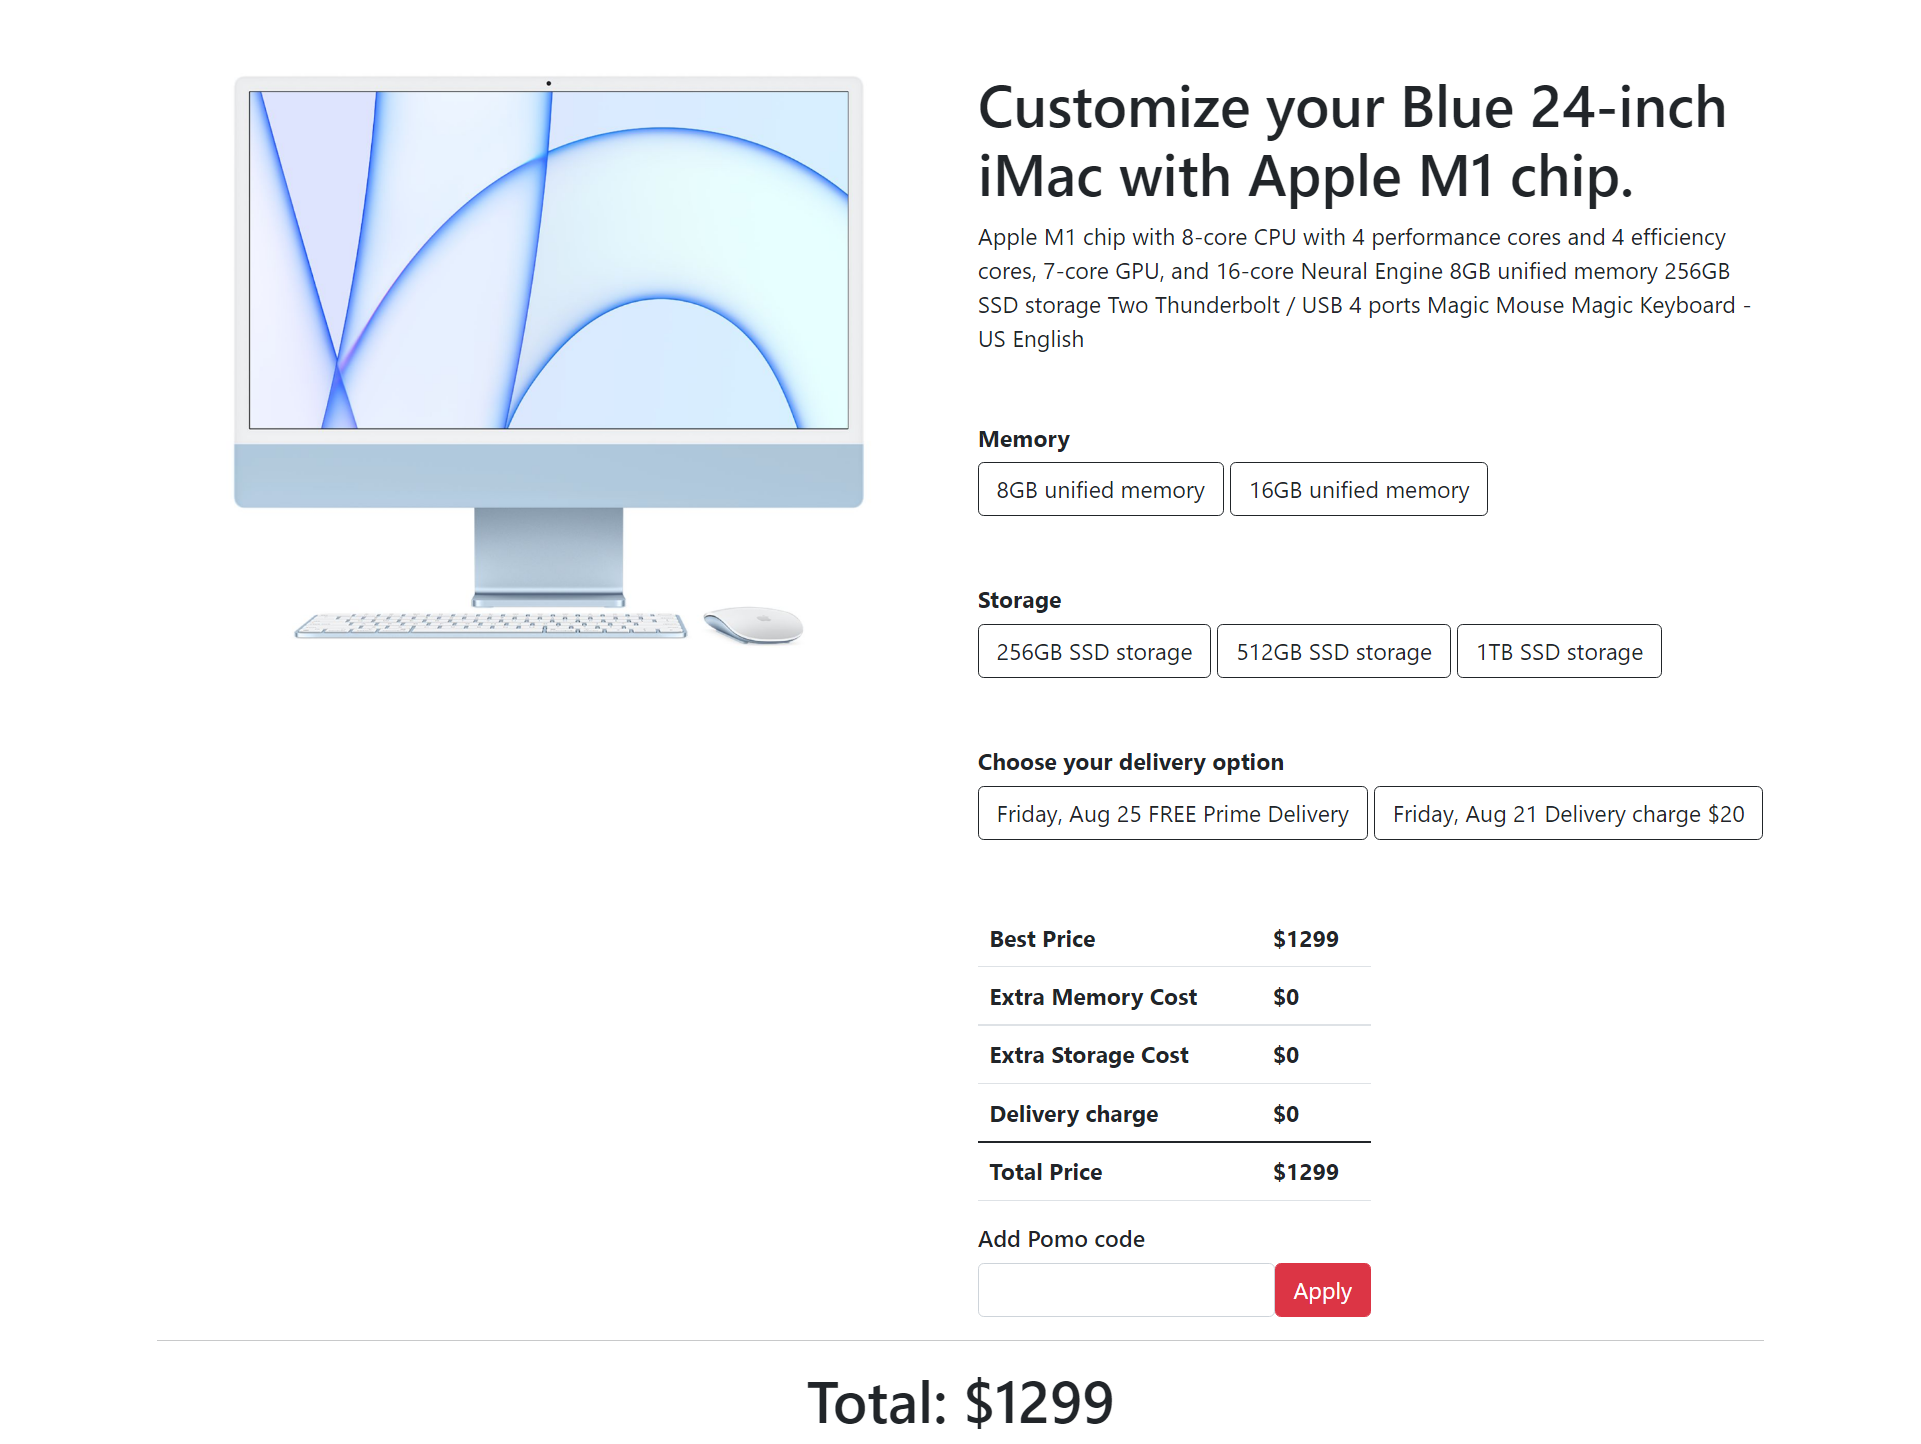 Customize your Blue 24-inch
iMac with Apple M1 chip.
Apple M1 chip with 8-core CPU with 4 performance cores and 4 efficiency
cores, 7-core GPU, and 16-core Neural Engine 8GB unified memory 256GB
SSD storage Two Thunderbolt / USB 4 ports Magic Mouse Magic Keyboard -
US English
Memory
8GB unified memory 16GB unified memory
Storage
256GB SSD storage 512GB SSD storage 1TB SSD storage
Choose your delivery option
Friday, Aug 25 FREE Prime Delivery Friday, Aug 21 Delivery charge $20
Best Price $1299
Extra Memory Cost $0
Extra Storage Cost $0
Delivery charge $0
Total Price $1299
Add Pomo code
Apply
Total: $1299